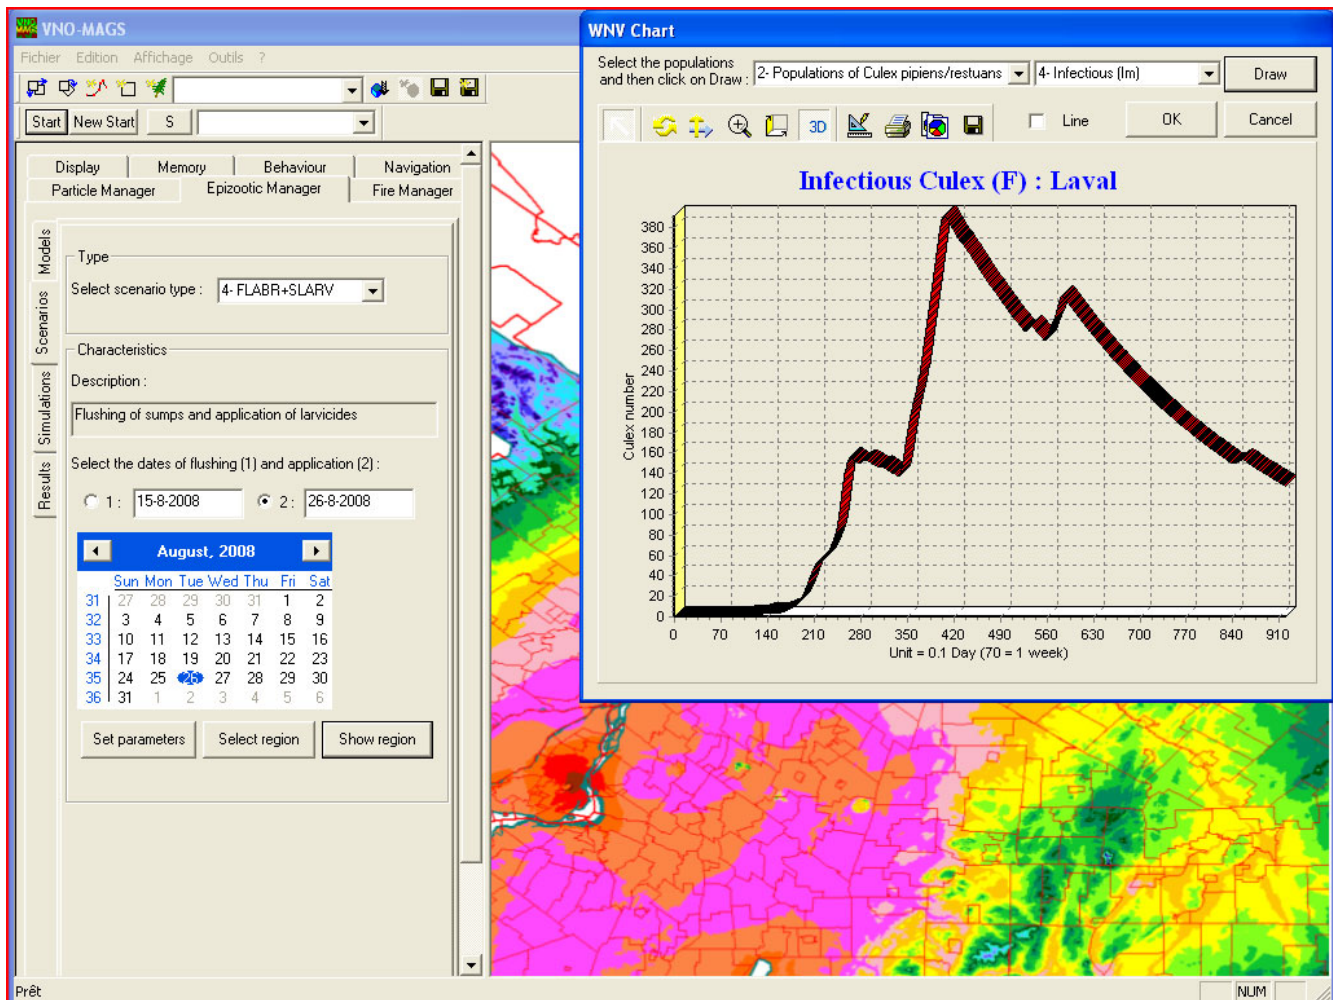 VNO-MAGS
Fichier Edition Affichage Outils ?
Start New Start S
Display Memory Behaviour Navigation
Particle Manager Epizootic Manager Fire Manager
Models
Scenarios
Simulations
Results
Type
Select scenario type : 4- FLABR+SLARV
Characteristics
Description :
Flushing of sumps and application of larvicides
Select the dates of flushing (1) and application (2) :
1 : 15-8-2008 2 : 26-8-2008
August, 2008
Sun Mon Tue Wed Thu Fri Sat
31 27 28 29 30 31 1 2
32 3 4 5 6 7 8 9
33 10 11 12 13 14 15 16
34 17 18 19 20 21 22 23
35 24 25 26 27 28 29 30
36 31 1 2 3 4 5 6
Set parameters Select region Show region
WNV Chart
Select the populations
and then click on Draw : 2- Populations of Culex pipiens/restuans 4- Infectious (Im) Draw
3D Line OK Cancel
Infectious Culex (F) : Laval
Culex number
380
360
340
320
300
280
260
240
220
200
180
160
140
120
100
80
60
40
20
0
0 70 140 210 280 350 420 490 560 630 700 770 840 910
Unit = 0.1 Day (70 = 1 week)
Prêt NUM